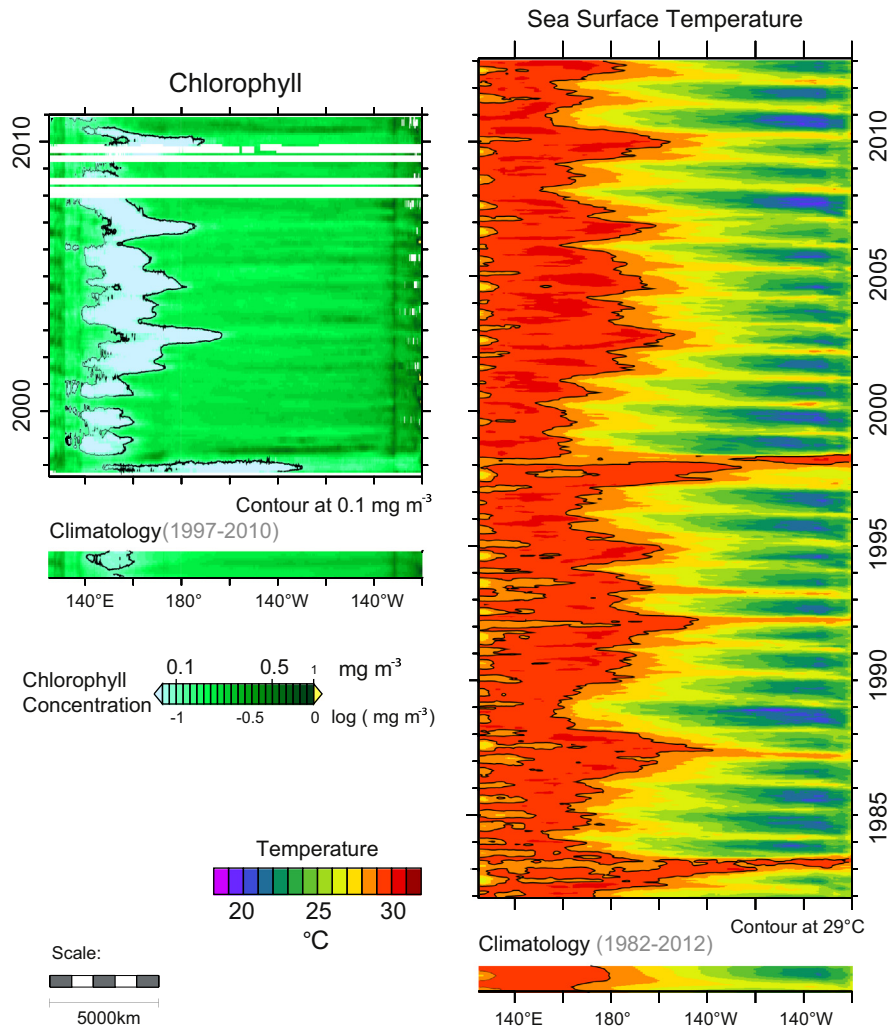 Sea Surface Temperature
Chlorophyll
2010
2000
Contour at 0.1 mg m⁻³
Climatology (1997-2010)
140°E 180° 140°W 140°W
Chlorophyll
Concentration
0.1 0.5 1 mg m⁻³
-1 -0.5 0 log ( mg m⁻³)
Temperature
20 25 30
°C
Scale:
5000km
2010
2005
2000
1995
1990
1985
Contour at 29°C
Climatology (1982-2012)
140°E 180° 140°W 140°W